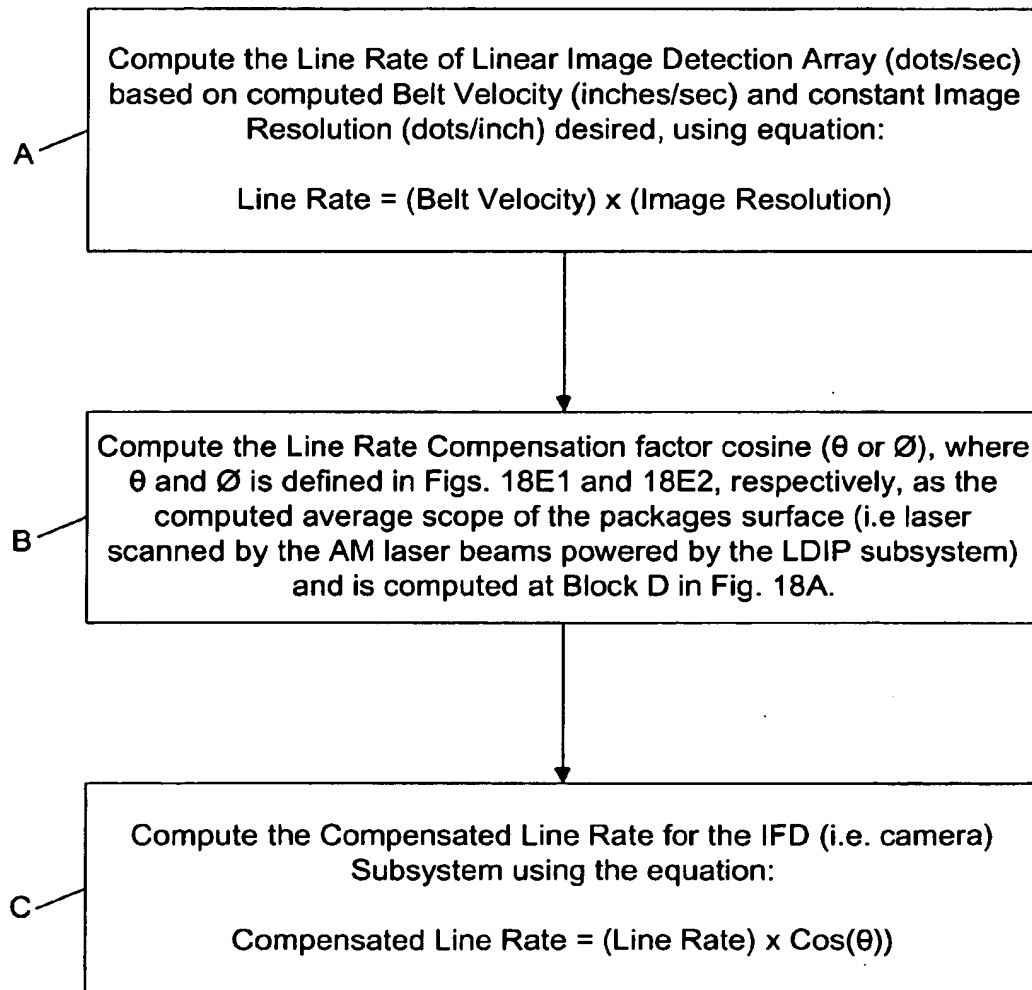 Compute the Line Rate of Linear Image Detection Array (dots/sec)
based on computed Belt Velocity (inches/sec) and constant Image
Resolution (dots/inch) desired, using equation:
A
Line Rate = (Belt Velocity) x (Image Resolution)
Compute the Line Rate Compensation factor cosine (θ or Ø), where
θ and Ø is defined in Figs. 18E1 and 18E2, respectively, as the
computed average scope of the packages surface (i.e laser
B
scanned by the AM laser beams powered by the LDIP subsystem)
and is computed at Block D in Fig. 18A.
Compute the Compensated Line Rate for the IFD (i.e. camera)
Subsystem using the equation:
C
Compensated Line Rate = (Line Rate) x Cos(θ))